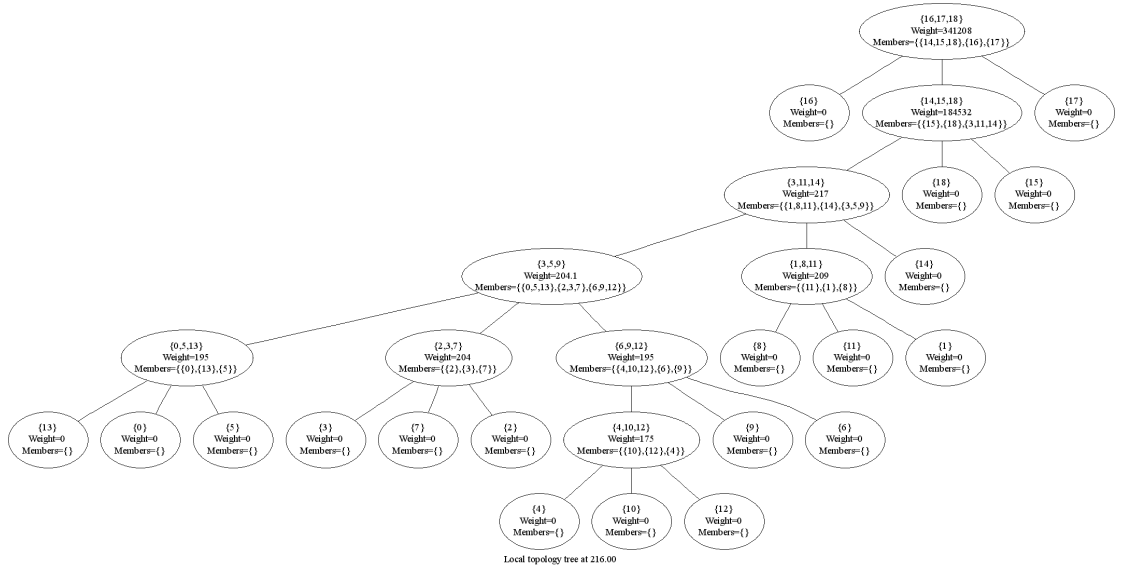 {16,17,18}
Weight=341208
Members={{14,15,18},{16},{17}}
{16}
Weight=0
Members={}
{14,15,18}
Weight=184532
Members={{15},{18},{3,11,14}}
{17}
Weight=0
Members={}
{3,11,14}
Weight=217
Members={{1,8,11},{14},{3,5,9}}
{18}
Weight=0
Members={}
{15}
Weight=0
Members={}
{3,5,9}
Weight=204.1
Members={{0,5,13},{2,3,7},{6,9,12}}
{1,8,11}
Weight=209
Members={{11},{1},{8}}
{14}
Weight=0
Members={}
{0,5,13}
Weight=195
Members={{0},{13},{5}}
{2,3,7}
Weight=204
Members={{2},{3},{7}}
{6,9,12}
Weight=195
Members={{4,10,12},{6},{9}}
{8}
Weight=0
Members={}
{11}
Weight=0
Members={}
{1}
Weight=0
Members={}
{13}
Weight=0
Members={}
{0}
Weight=0
Members={}
{5}
Weight=0
Members={}
{3}
Weight=0
Members={}
{7}
Weight=0
Members={}
{2}
Weight=0
Members={}
{4,10,12}
Weight=175
Members={{10},{12},{4}}
{9}
Weight=0
Members={}
{6}
Weight=0
Members={}
{4}
Weight=0
Members={}
{10}
Weight=0
Members={}
{12}
Weight=0
Members={}
Local topology tree at 216.00